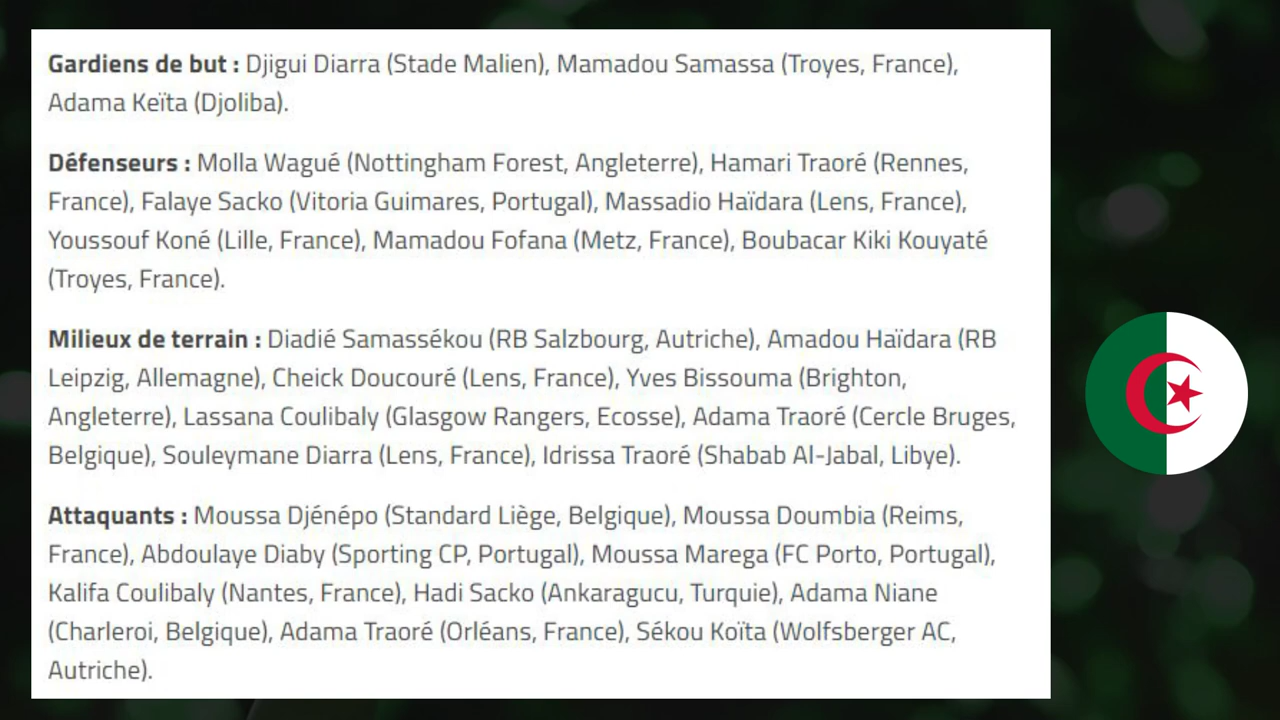 Gardiens de but : Djigui Diarra (Stade Malien), Mamadou Samassa (Troyes, France),
Adama Keïta (Djoliba).
Défenseurs : Molla Wagué (Nottingham Forest, Angleterre), Hamari Traoré (Rennes,
France), Falaye Sacko (Vitoria Guimares, Portugal), Massadio Haïdara (Lens, France),
Youssouf Koné (Lille, France), Mamadou Fofana (Metz, France), Boubacar Kiki Kouyaté
(Troyes, France).
Milieux de terrain : Diadié Samassékou (RB Salzbourg, Autriche), Amadou Haïdara (RB
Leipzig, Allemagne), Cheick Doucouré (Lens, France), Yves Bissouma (Brighton,
Angleterre), Lassana Coulibaly (Glasgow Rangers, Ecosse), Adama Traoré (Cercle Bruges,
Belgique), Souleymane Diarra (Lens, France), Idrissa Traoré (Shabab Al-Jabal, Libye).
Attaquants : Moussa Djénépo (Standard Liège, Belgique), Moussa Doumbia (Reims,
France), Abdoulaye Diaby (Sporting CP, Portugal), Moussa Marega (FC Porto, Portugal),
Kalifa Coulibaly (Nantes, France), Hadi Sacko (Ankaragucu, Turquie), Adama Niane
(Charleroi, Belgique), Adama Traoré (Orléans, France), Sékou Koïta (Wolfsberger AC,
Autriche).